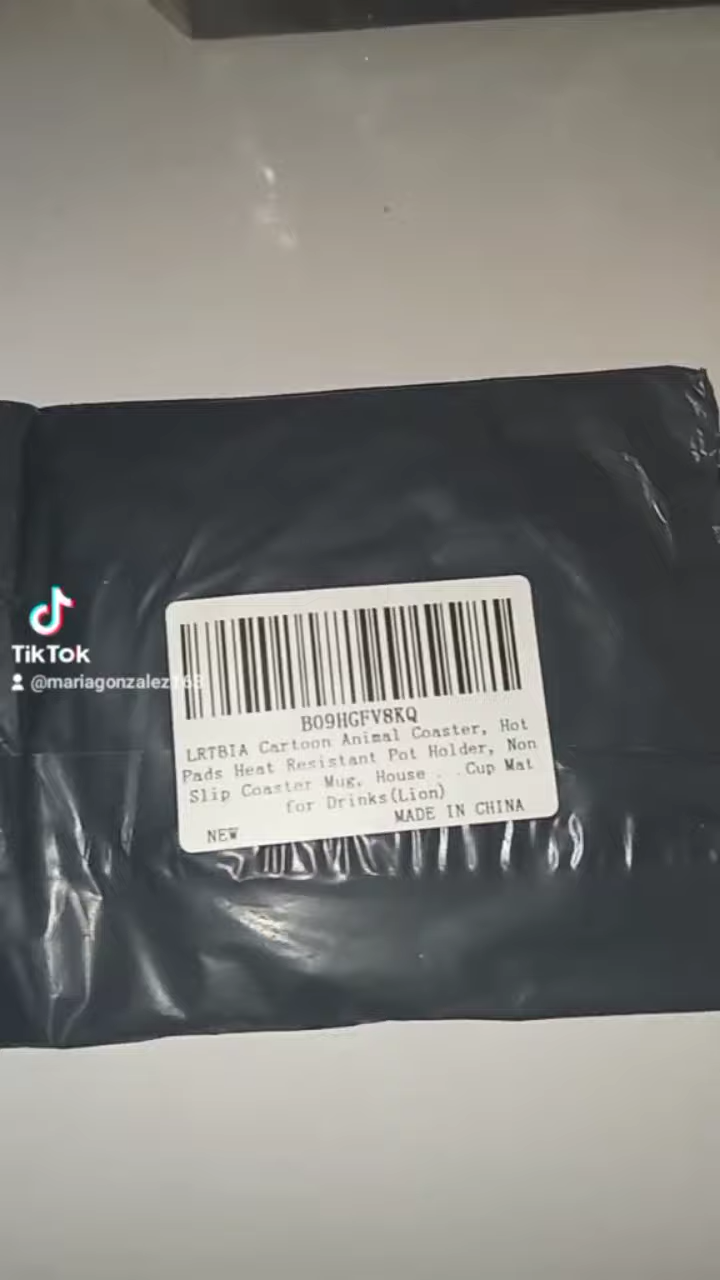 B09HGFV8KQ
LRTBIA Cartoon Animal Coaster, Hot
Pads Heat Resistant Pot Holder, Non
Slip Coaster Mug, House . . Cup Mat
for Drinks(Lion)
NEW MADE IN CHINA
TikTok
@mariagonzalez163